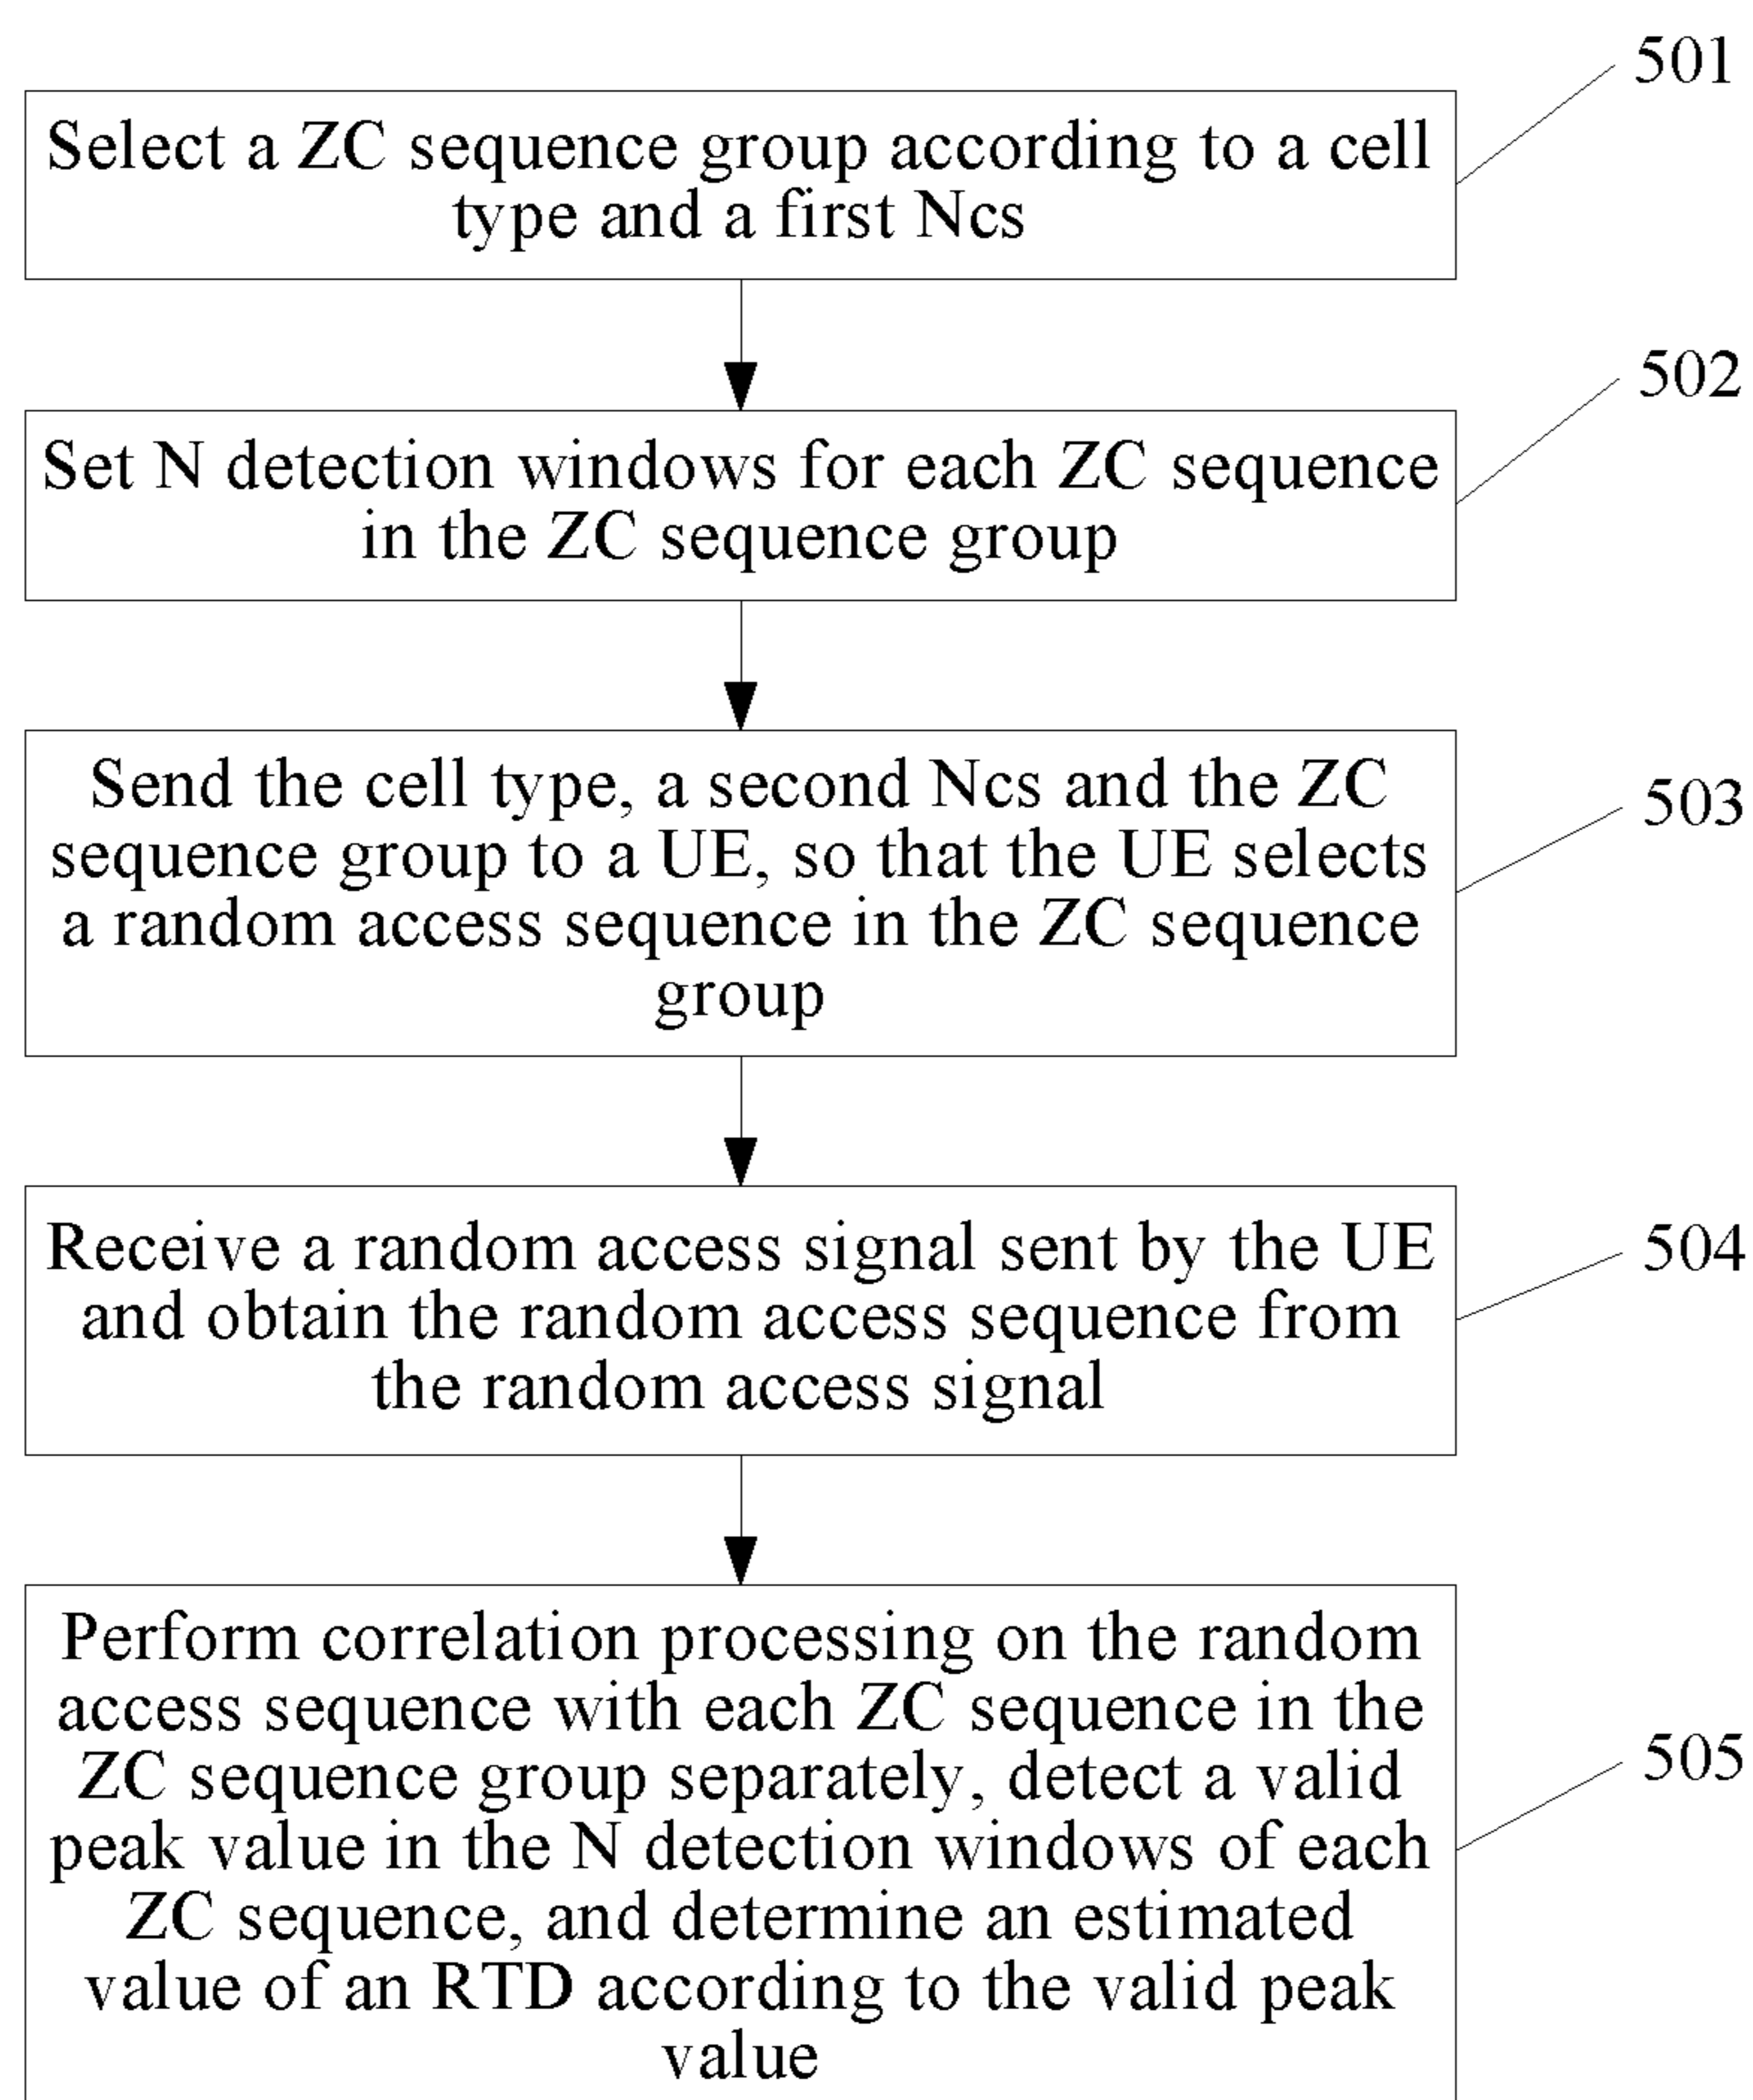 501
Select a ZC sequence group according to a cell
type and a first Ncs
502
Set N detection windows for each ZC sequence
in the ZC sequence group
503
Send the cell type, a second Ncs and the ZC
sequence group to a UE, so that the UE selects
a random access sequence in the ZC sequence
group
504
Receive a random access signal sent by the UE
and obtain the random access sequence from
the random access signal
505
Perform correlation processing on the random
access sequence with each ZC sequence in the
ZC sequence group separately, detect a valid
peak value in the N detection windows of each
ZC sequence, and determine an estimated
value of an RTD according to the valid peak
value